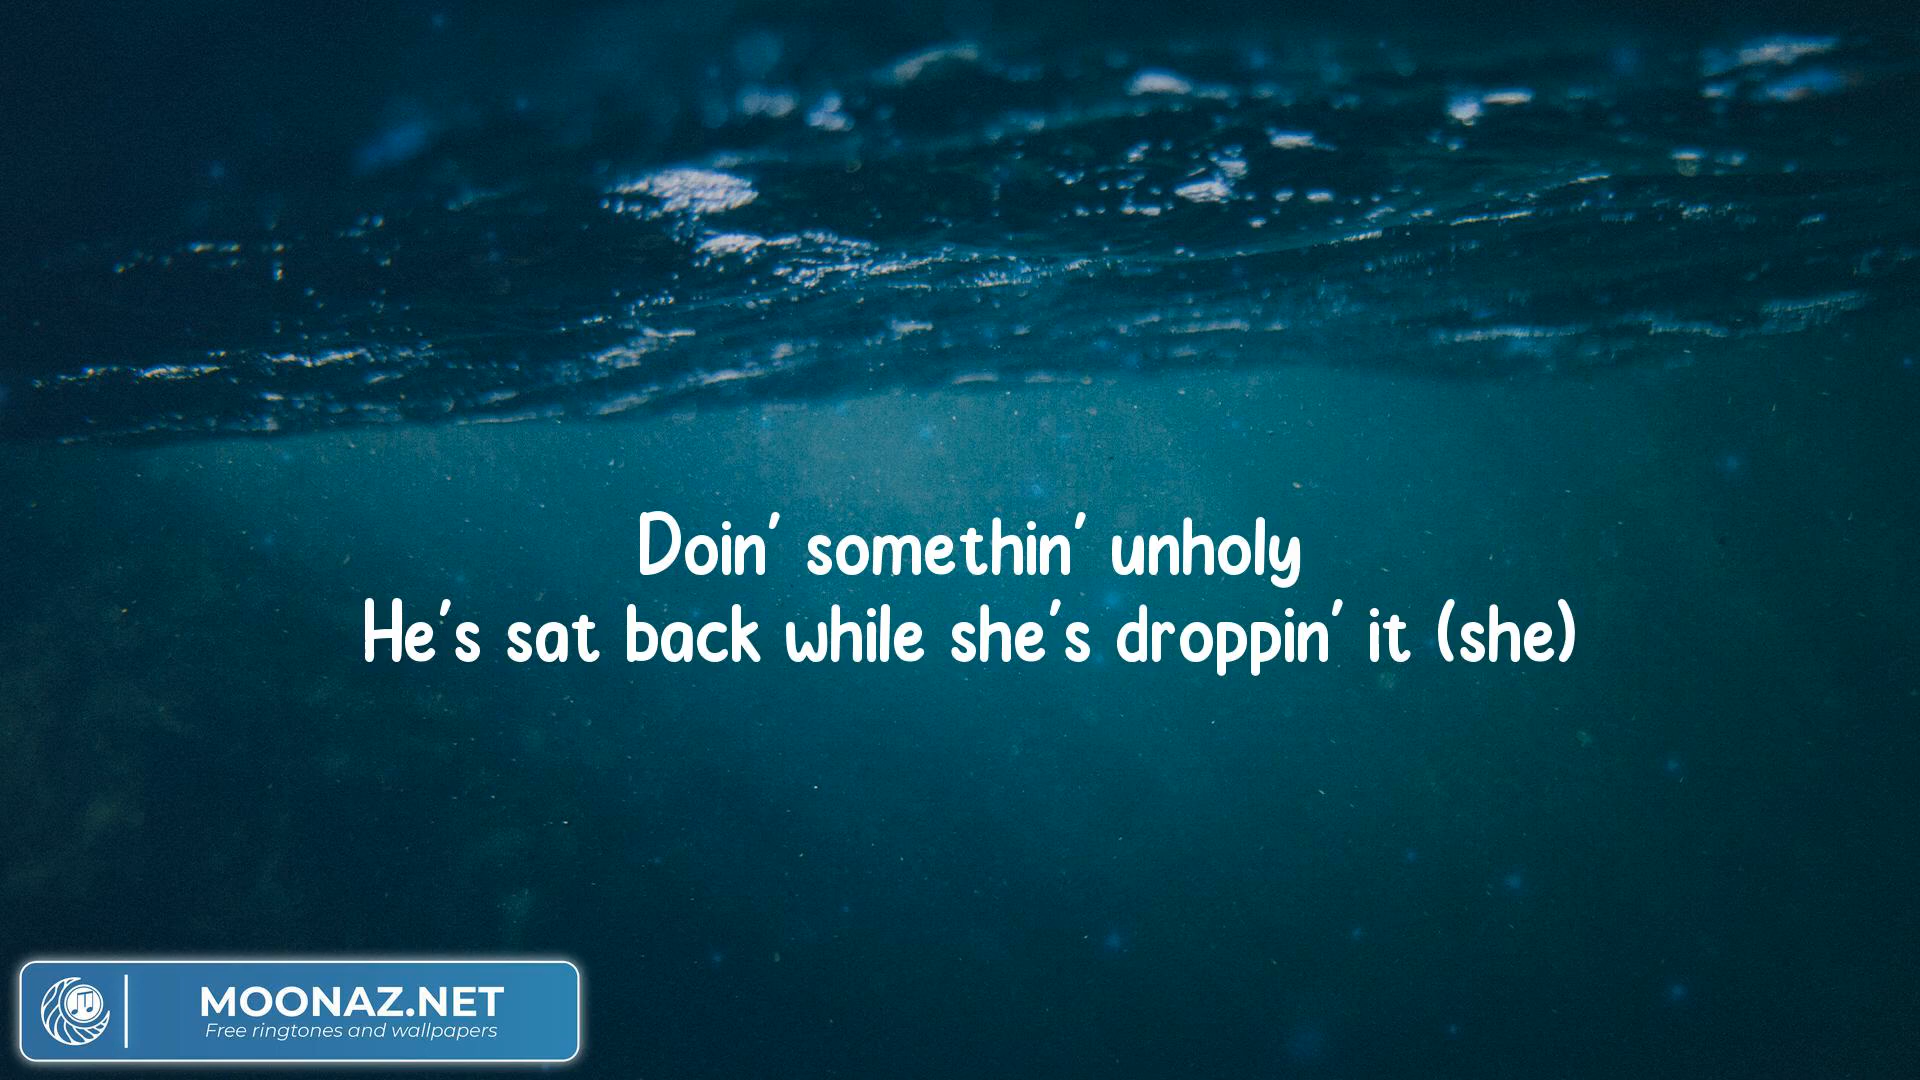 Doin' somethin' unholy
He's sat back while she's droppin' it (she)
MOONAZ.NET
Free ringtones and wallpapers